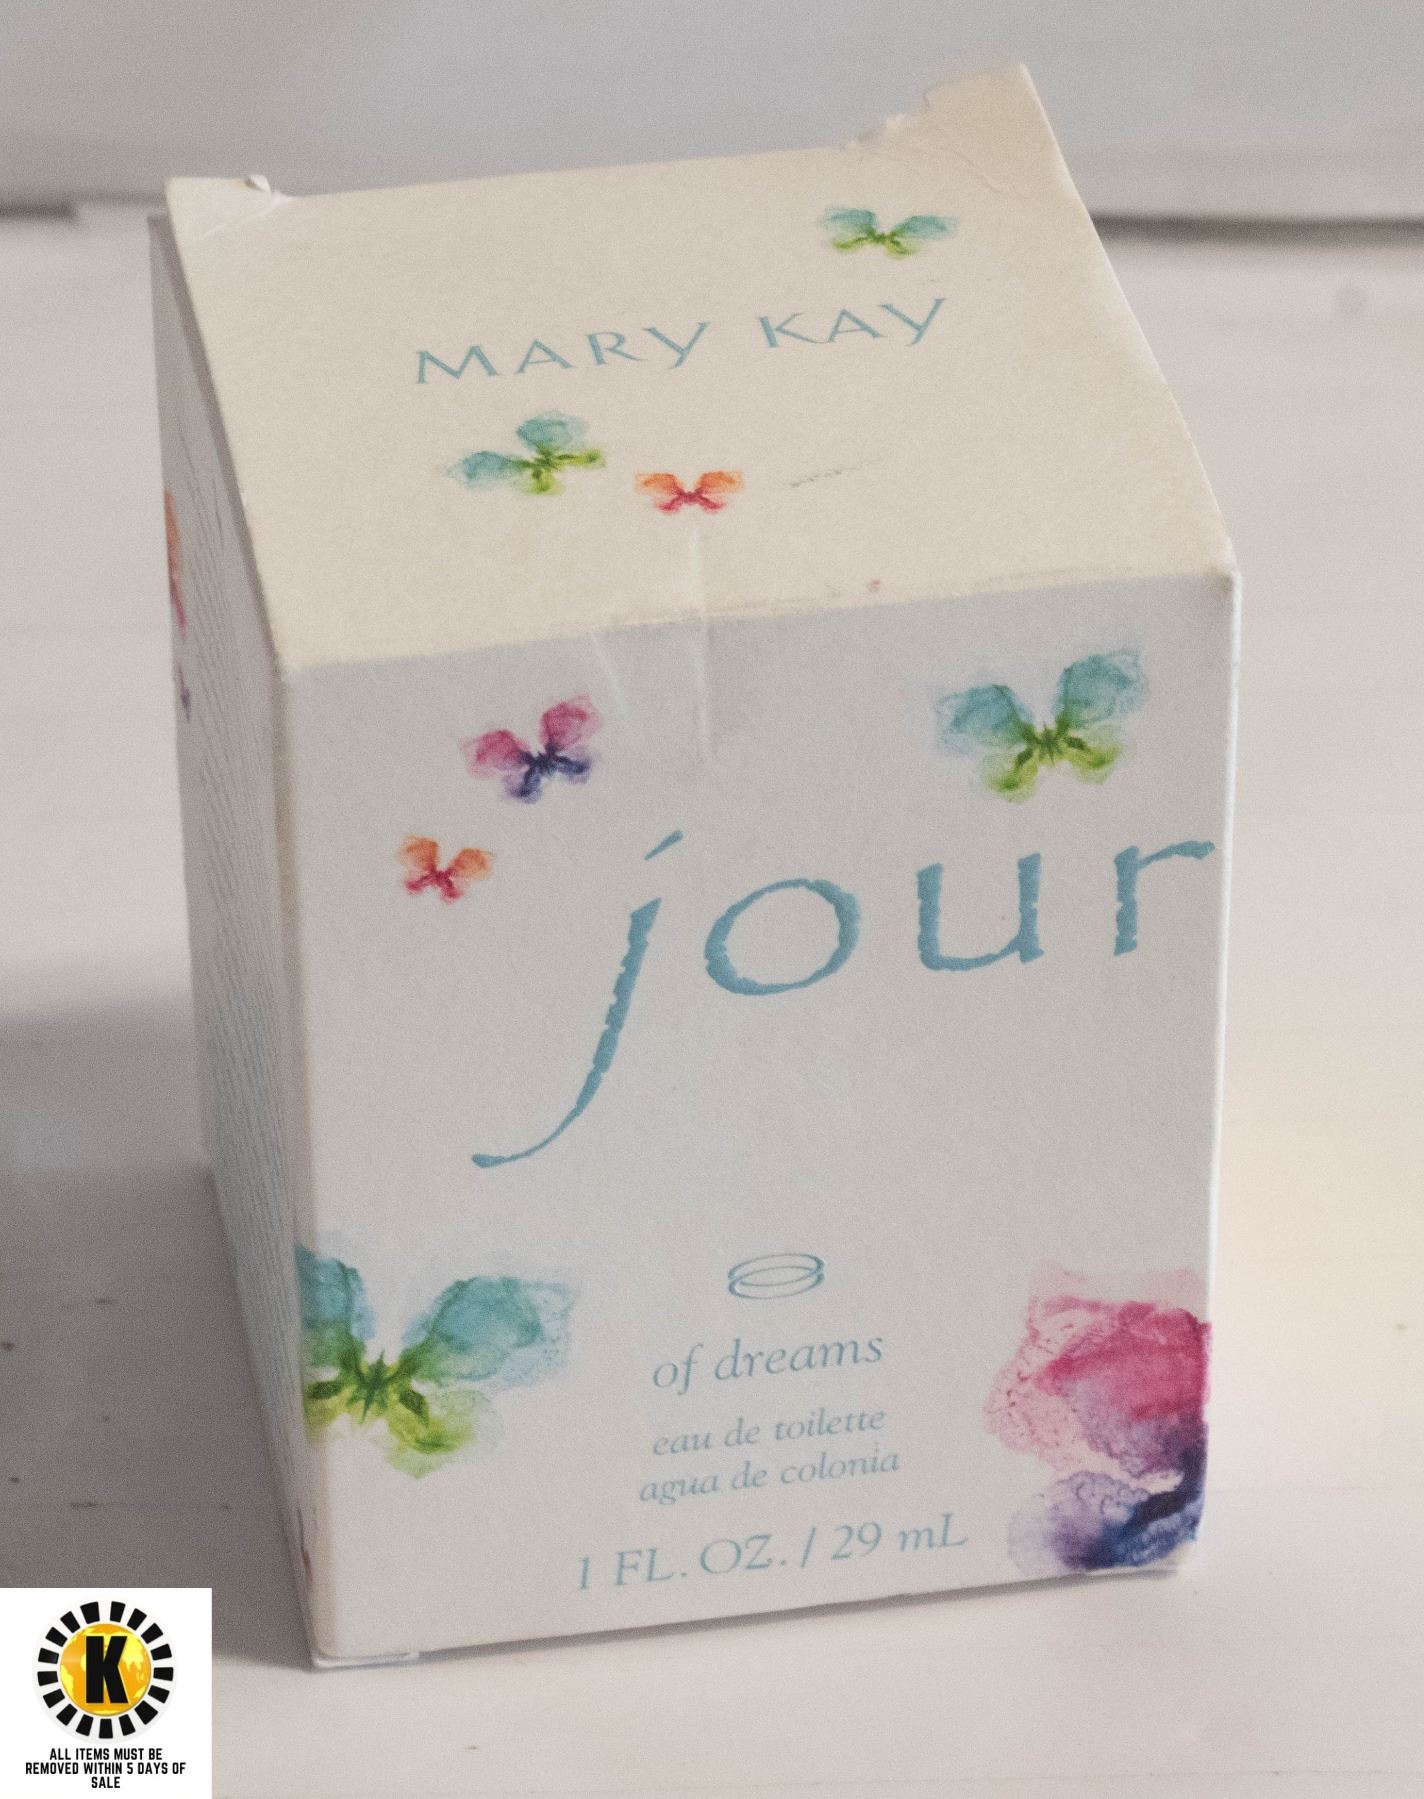 MARY KAY
jour
of dreams
eau de toilette
agua de colonia
1 FL. OZ. / 29 mL
K
ALL ITEMS MUST BE
REMOVED WITHIN 5 DAYS OF
SALE